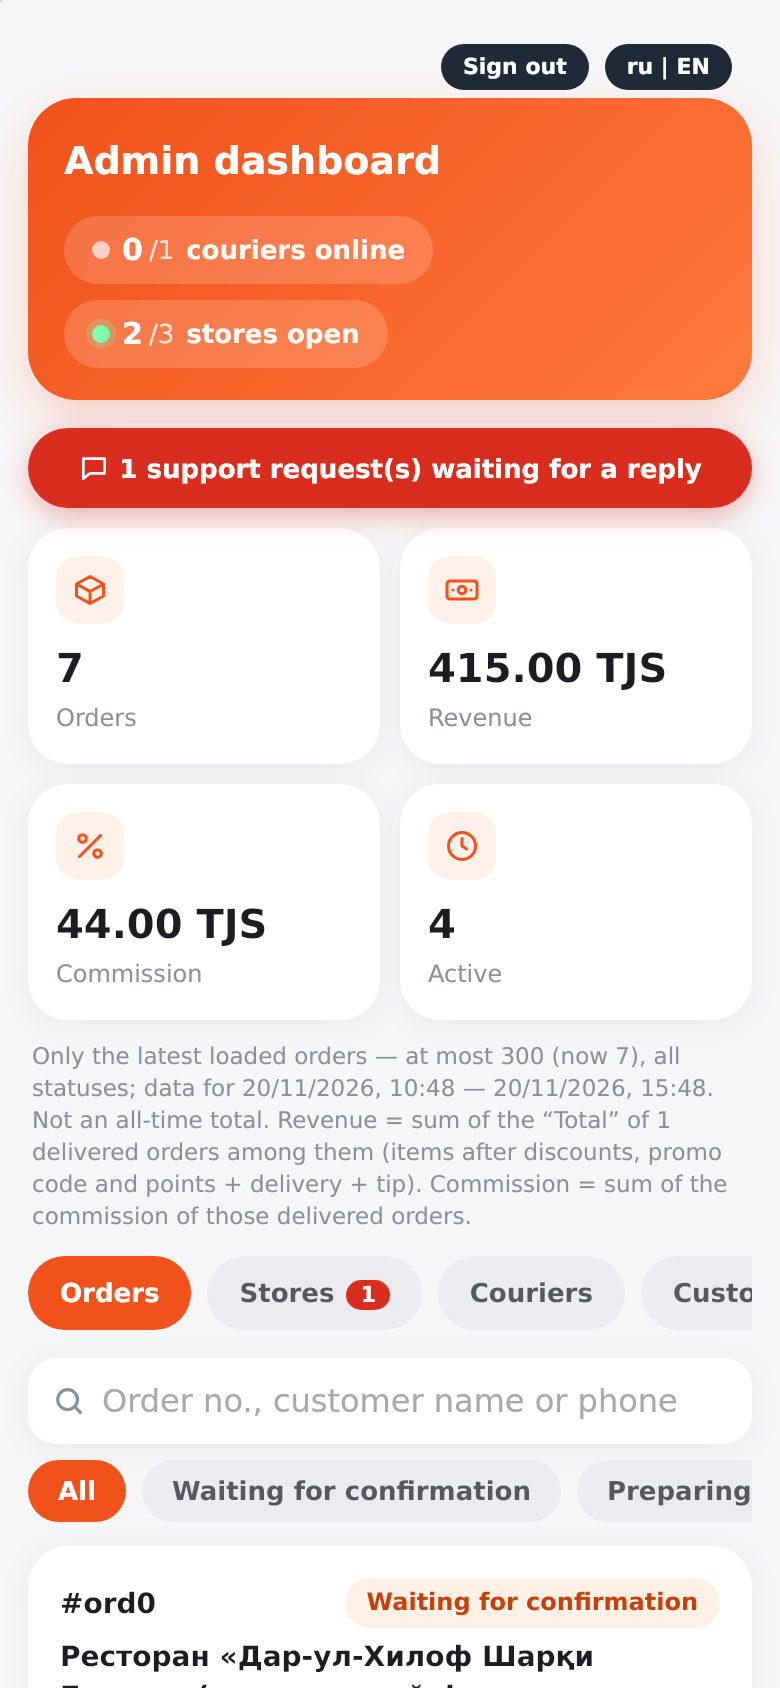 Sign out
ru | EN
Admin dashboard
0 /1 couriers online
2 /3 stores open
1 support request(s) waiting for a reply
7
Orders
415.00 TJS
Revenue
44.00 TJS
Commission
4
Active
Only the latest loaded orders — at most 300 (now 7), all
statuses; data for 20/11/2026, 10:48 — 20/11/2026, 15:48.
Not an all-time total. Revenue = sum of the “Total” of 1
delivered orders among them (items after discounts, promo
code and points + delivery + tip). Commission = sum of the
commission of those delivered orders.
Orders
Stores 1
Couriers
Custo
Order no., customer name or phone
All
Waiting for confirmation
Preparing
#ord0
Waiting for confirmation
Ресторан «Дар-ул-Хилоф Шарқи